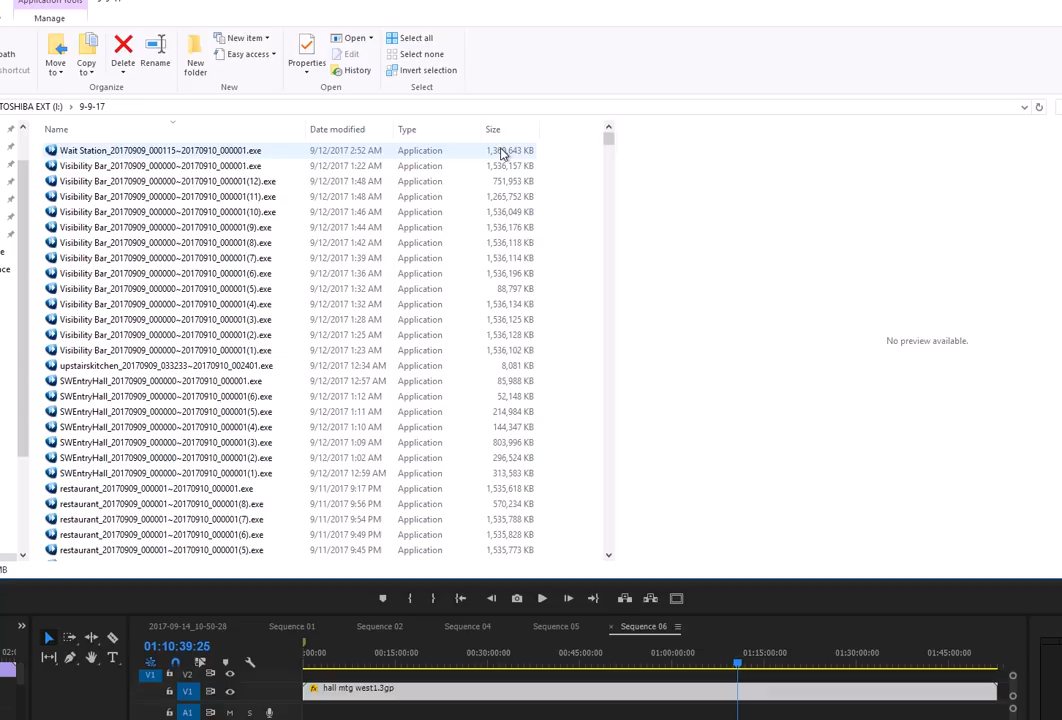 Application Tools
Manage
path
shortcut
Move to
Copy to
Delete
Rename
New folder
New item
Easy access
Properties
Open
Edit
History
Select all
Select none
Invert selection
Organize
New
Open
Select
TOSHIBA EXT (I:) > 9-9-17
Name Date modified Type Size
Wait Station_20170909_000115~20170910_000001.exe 9/12/2017 2:52 AM Application
Visibility Bar_20170909_000000~20170910_000001.exe 9/12/2017 1:22 AM Application 1,536,157 KB
Visibility Bar_20170909_000000~20170910_000001(12).exe 9/12/2017 1:48 AM Application 751,953 KB
Visibility Bar_20170909_000000~20170910_000001(11).exe 9/12/2017 1:48 AM Application 1,265,752 KB
Visibility Bar_20170909_000000~20170910_000001(10).exe 9/12/2017 1:46 AM Application 1,536,049 KB
Visibility Bar_20170909_000000~20170910_000001(9).exe 9/12/2017 1:44 AM Application 1,536,176 KB
Visibility Bar_20170909_000000~20170910_000001(8).exe 9/12/2017 1:42 AM Application 1,536,118 KB
Visibility Bar_20170909_000000~20170910_000001(7).exe 9/12/2017 1:39 AM Application 1,536,114 KB
Visibility Bar_20170909_000000~20170910_000001(6).exe 9/12/2017 1:36 AM Application 1,536,196 KB
Visibility Bar_20170909_000000~20170910_000001(5).exe 9/12/2017 1:32 AM Application 88,797 KB
Visibility Bar_20170909_000000~20170910_000001(4).exe 9/12/2017 1:32 AM Application 1,536,134 KB
Visibility Bar_20170909_000000~20170910_000001(3).exe 9/12/2017 1:28 AM Application 1,536,125 KB
Visibility Bar_20170909_000000~20170910_000001(2).exe 9/12/2017 1:25 AM Application 1,536,128 KB
Visibility Bar_20170909_000000~20170910_000001(1).exe 9/12/2017 1:23 AM Application 1,536,102 KB
upstairskitchen_20170909_033233~20170910_002401.exe 9/12/2017 12:34 AM Application 8,081 KB
SWEntryHall_20170909_000000~20170910_000001.exe 9/12/2017 12:57 AM Application 85,988 KB
SWEntryHall_20170909_000000~20170910_000001(6).exe 9/12/2017 1:12 AM Application 52,148 KB
SWEntryHall_20170909_000000~20170910_000001(5).exe 9/12/2017 1:11 AM Application 214,984 KB
SWEntryHall_20170909_000000~20170910_000001(4).exe 9/12/2017 1:10 AM Application 144,347 KB
SWEntryHall_20170909_000000~20170910_000001(3).exe 9/12/2017 1:09 AM Application 803,996 KB
SWEntryHall_20170909_000000~20170910_000001(2).exe 9/12/2017 1:02 AM Application 296,524 KB
SWEntryHall_20170909_000000~20170910_000001(1).exe 9/12/2017 12:59 AM Application 313,583 KB
restaurant_20170909_000001~20170910_000001.exe 9/11/2017 9:17 PM Application 1,535,618 KB
restaurant_20170909_000001~20170910_000001(8).exe 9/11/2017 9:56 PM Application 570,234 KB
restaurant_20170909_000001~20170910_000001(7).exe 9/11/2017 9:54 PM Application 1,535,788 KB
restaurant_20170909_000001~20170910_000001(6).exe 9/11/2017 9:49 PM Application 1,535,828 KB
restaurant_20170909_000001~20170910_000001(5).exe 9/11/2017 9:45 PM Application 1,535,773 KB
No preview available.
MB
2017-09-14_10-58-28 Sequence 01 Sequence 02 Sequence 04 Sequence 05 × Sequence 06
01:10:39:25
:00:00 00:15:00:00 00:30:00:00 00:45:00:00 01:00:00:00 01:15:00:00 01:30:00:00 01:45:00:00
V1 V2
V1 fx hall mtg west1.3gp
A1 M S